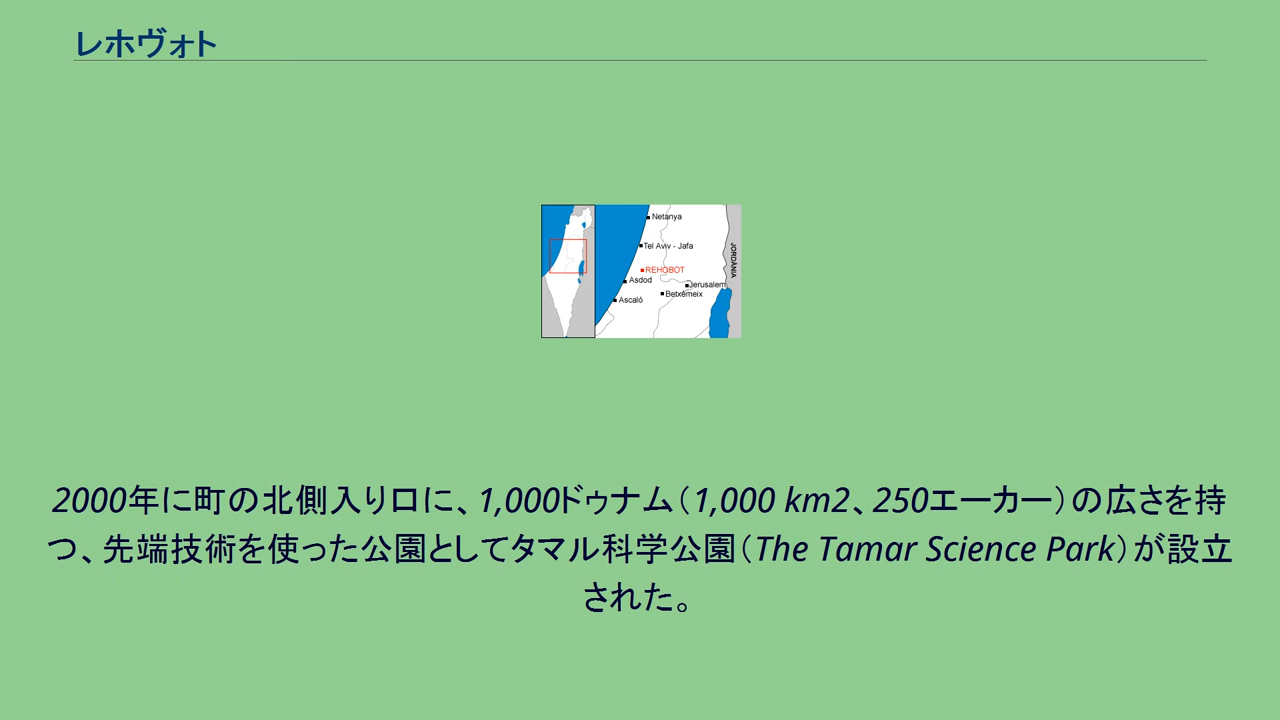 レホヴォト
Netanya
Tel Aviv - Jafa
JORDÀNIA
REHOBOT
Asdod
Jerusalem
Betxémeix
Ascaló
2000年に町の北側入り口に、1,000ドゥナム（1,000 km2、250エーカー）の広さを持
つ、先端技術を使った公園としてタマル科学公園（The Tamar Science Park）が設立
された。